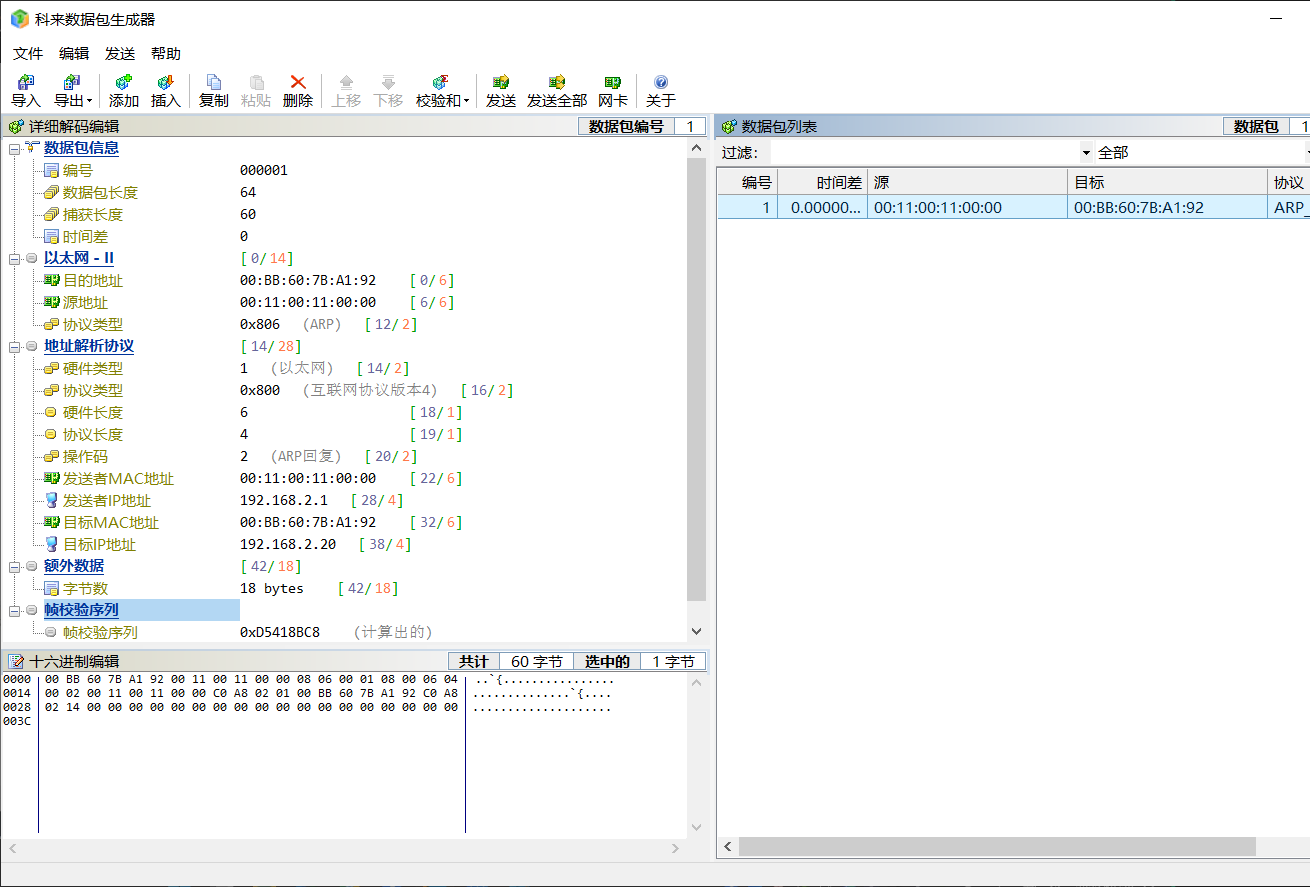 科来数据包生成器
文件 编辑 发送 帮助
导入 导出 添加 插入 复制 粘贴 删除 上移 下移 校验和 发送 发送全部 网卡 关于
详细解码编辑 数据包编号 1
数据包信息
编号 000001
数据包长度 64
捕获长度 60
时间差 0
以太网 - II [0/14]
目的地址 00:BB:60:7B:A1:92 [0/6]
源地址 00:11:00:11:00:00 [6/6]
协议类型 0x806 (ARP) [12/2]
地址解析协议 [14/28]
硬件类型 1 (以太网) [14/2]
协议类型 0x800 (互联网协议版本4) [16/2]
硬件长度 6 [18/1]
协议长度 4 [19/1]
操作码 2 (ARP回复) [20/2]
发送者MAC地址 00:11:00:11:00:00 [22/6]
发送者IP地址 192.168.2.1 [28/4]
目标MAC地址 00:BB:60:7B:A1:92 [32/6]
目标IP地址 192.168.2.20 [38/4]
额外数据 [42/18]
字节数 18 bytes [42/18]
帧校验序列
帧校验序列 0xD5418BC8 (计算出的)
十六进制编辑 共计 60 字节 选中的 1 字节
0000 00 BB 60 7B A1 92 00 11 00 11 00 00 08 06 00 01 08 00 06 04 ..`{................
0014 00 02 00 11 00 11 00 00 C0 A8 02 01 00 BB 60 7B A1 92 C0 A8 ..............`{....
0028 02 14 00 00 00 00 00 00 00 00 00 00 00 00 00 00 00 00 00 00 ....................
003C
数据包列表 数据包 1
过滤: 全部
编号 时间差 源 目标 协议
1 0.00000... 00:11:00:11:00:00 00:BB:60:7B:A1:92 ARP_